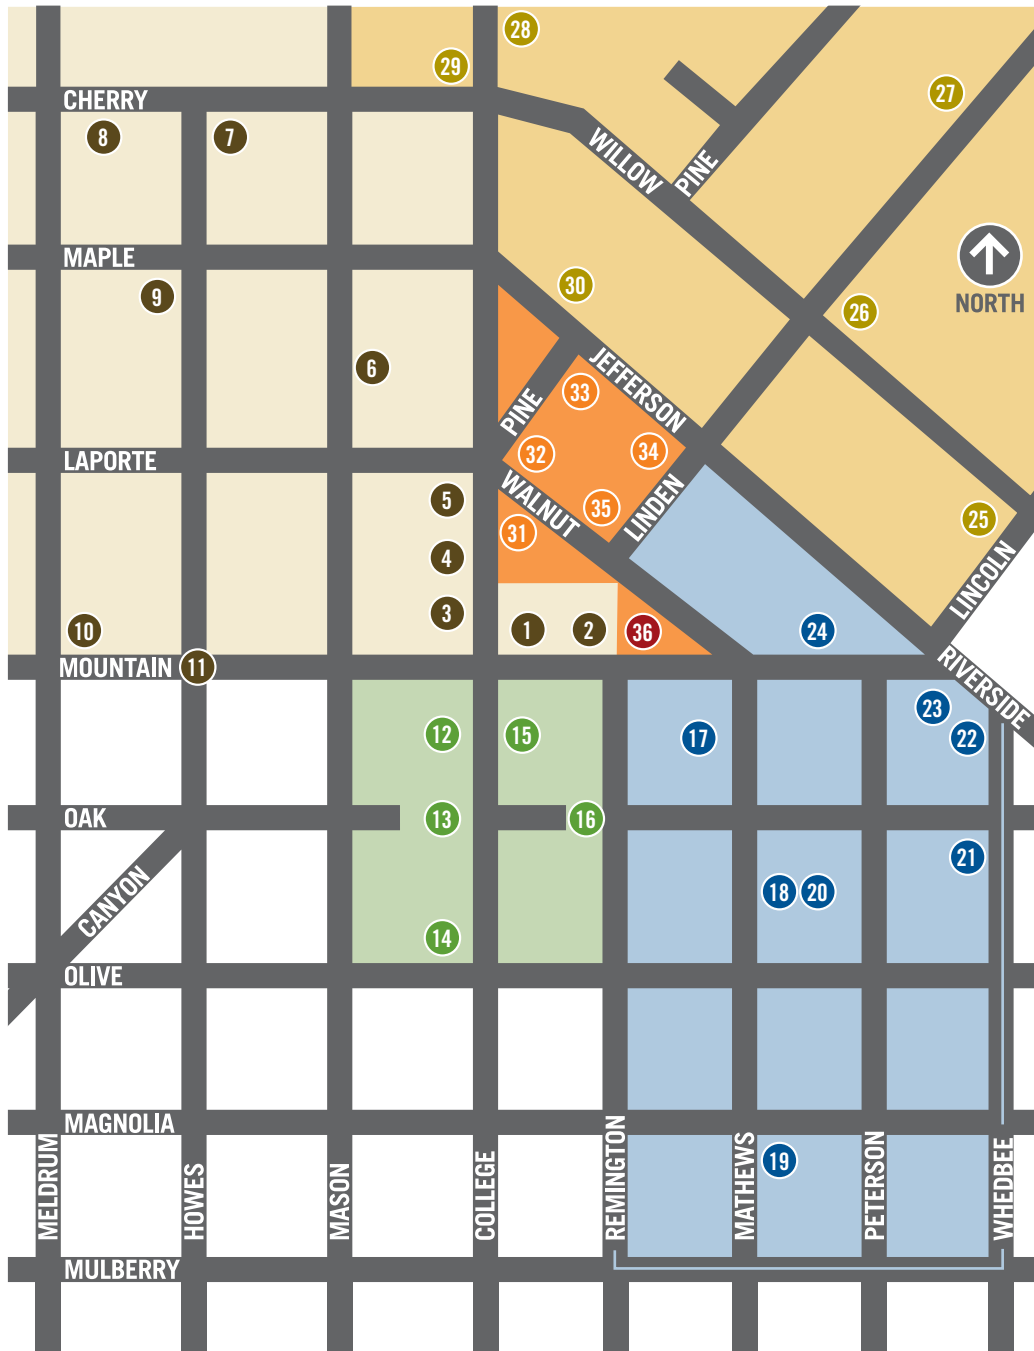 28
29
27
CHERRY
8
7
WILLOW
PINE
MAPLE
NORTH
9
30
26
6
JEFFERSON
33
PINE
34
32
LAPORTE
WALNUT
5
35
LINDEN
25
31
4
LINCOLN
3
10
1
2
36
24
MOUNTAIN
11
RIVERSIDE
23
12
15
17
22
OAK
13
16
21
CANYON
18
20
14
OLIVE
MAGNOLIA
19
MELDRUM
HOWES
MASON
COLLEGE
REMINGTON
MATHEWS
PETERSON
WHEDBEE
MULBERRY